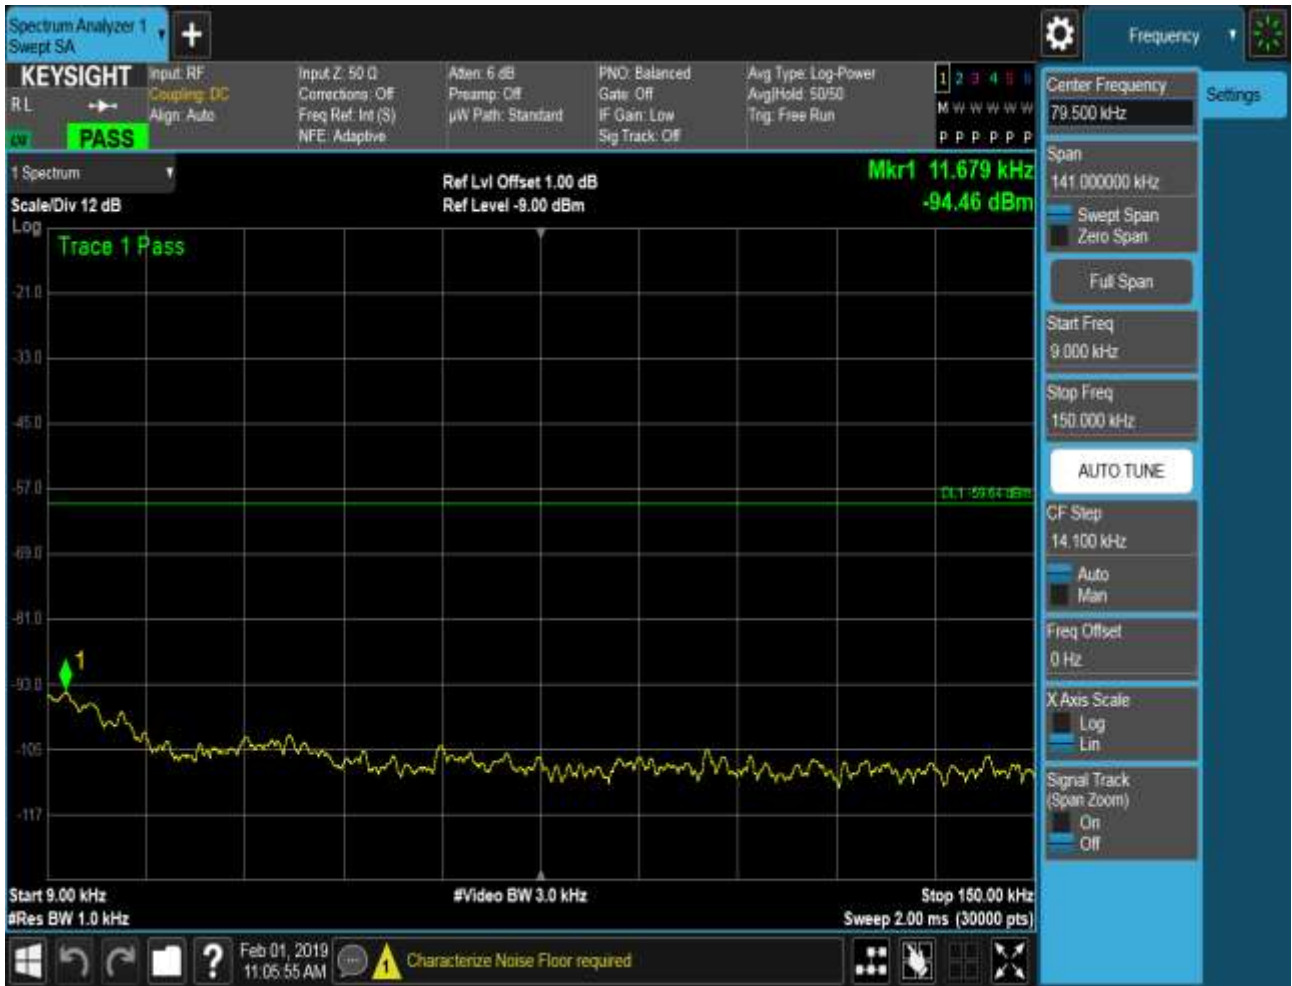 Spectrum Analyzer 1
Swept SA
Frequency
KEYSIGHT
RL
PASS
Input: RF
Coupling: DC
Align: Auto
Input Z: 50 Ω
Corrections: Off
Freq Ref: Int (S)
NFE: Adaptive
Atten: 6 dB
Preamp: Off
µW Path: Standard
PNO: Balanced
Gate: Off
IF Gain: Low
Sig Track: Off
Avg Type: Log-Power
Avg|Hold: 50/50
Trig: Free Run
1 2 3 4 5 6
M W W W W W
P P P P P P
1 Spectrum
Scale/Div 12 dB
Ref Lvl Offset 1.00 dB
Ref Level -9.00 dBm
Mkr1 11.679 kHz
-94.46 dBm
Log
Trace 1 Pass
-21.0
-33.0
-45.0
-57.0
DL1 -59.64 dBm
-69.0
-81.0
1
-93.0
-105
-117
Start 9.00 kHz
#Video BW 3.0 kHz
Stop 150.00 kHz
#Res BW 1.0 kHz
Sweep 2.00 ms (30000 pts)
Center Frequency
79.500 kHz
Settings
Span
141.000000 kHz
Swept Span
Zero Span
Full Span
Start Freq
9.000 kHz
Stop Freq
150.000 kHz
AUTO TUNE
CF Step
14.100 kHz
Auto
Man
Freq Offset
0 Hz
X Axis Scale
Log
Lin
Signal Track
(Span Zoom)
On
Off
?
Feb 01, 2019
11:05:55 AM
1
Characterize Noise Floor required